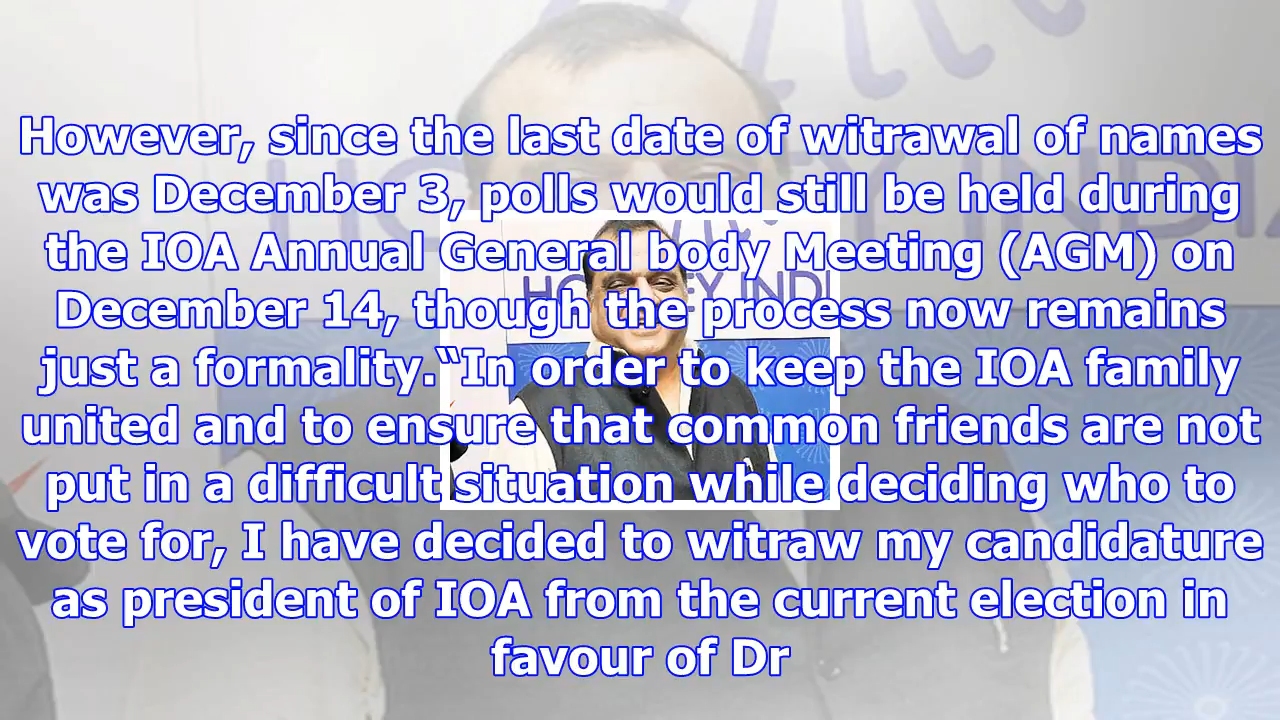 However, since the last date of witrawal of names
was December 3, polls would still be held during
the IOA Annual General body Meeting (AGM) on
December 14, though the process now remains
just a formality.“In order to keep the IOA family
united and to ensure that common friends are not
put in a difficult situation while deciding who to
vote for, I have decided to witraw my candidature
as president of IOA from the current election in
favour of Dr